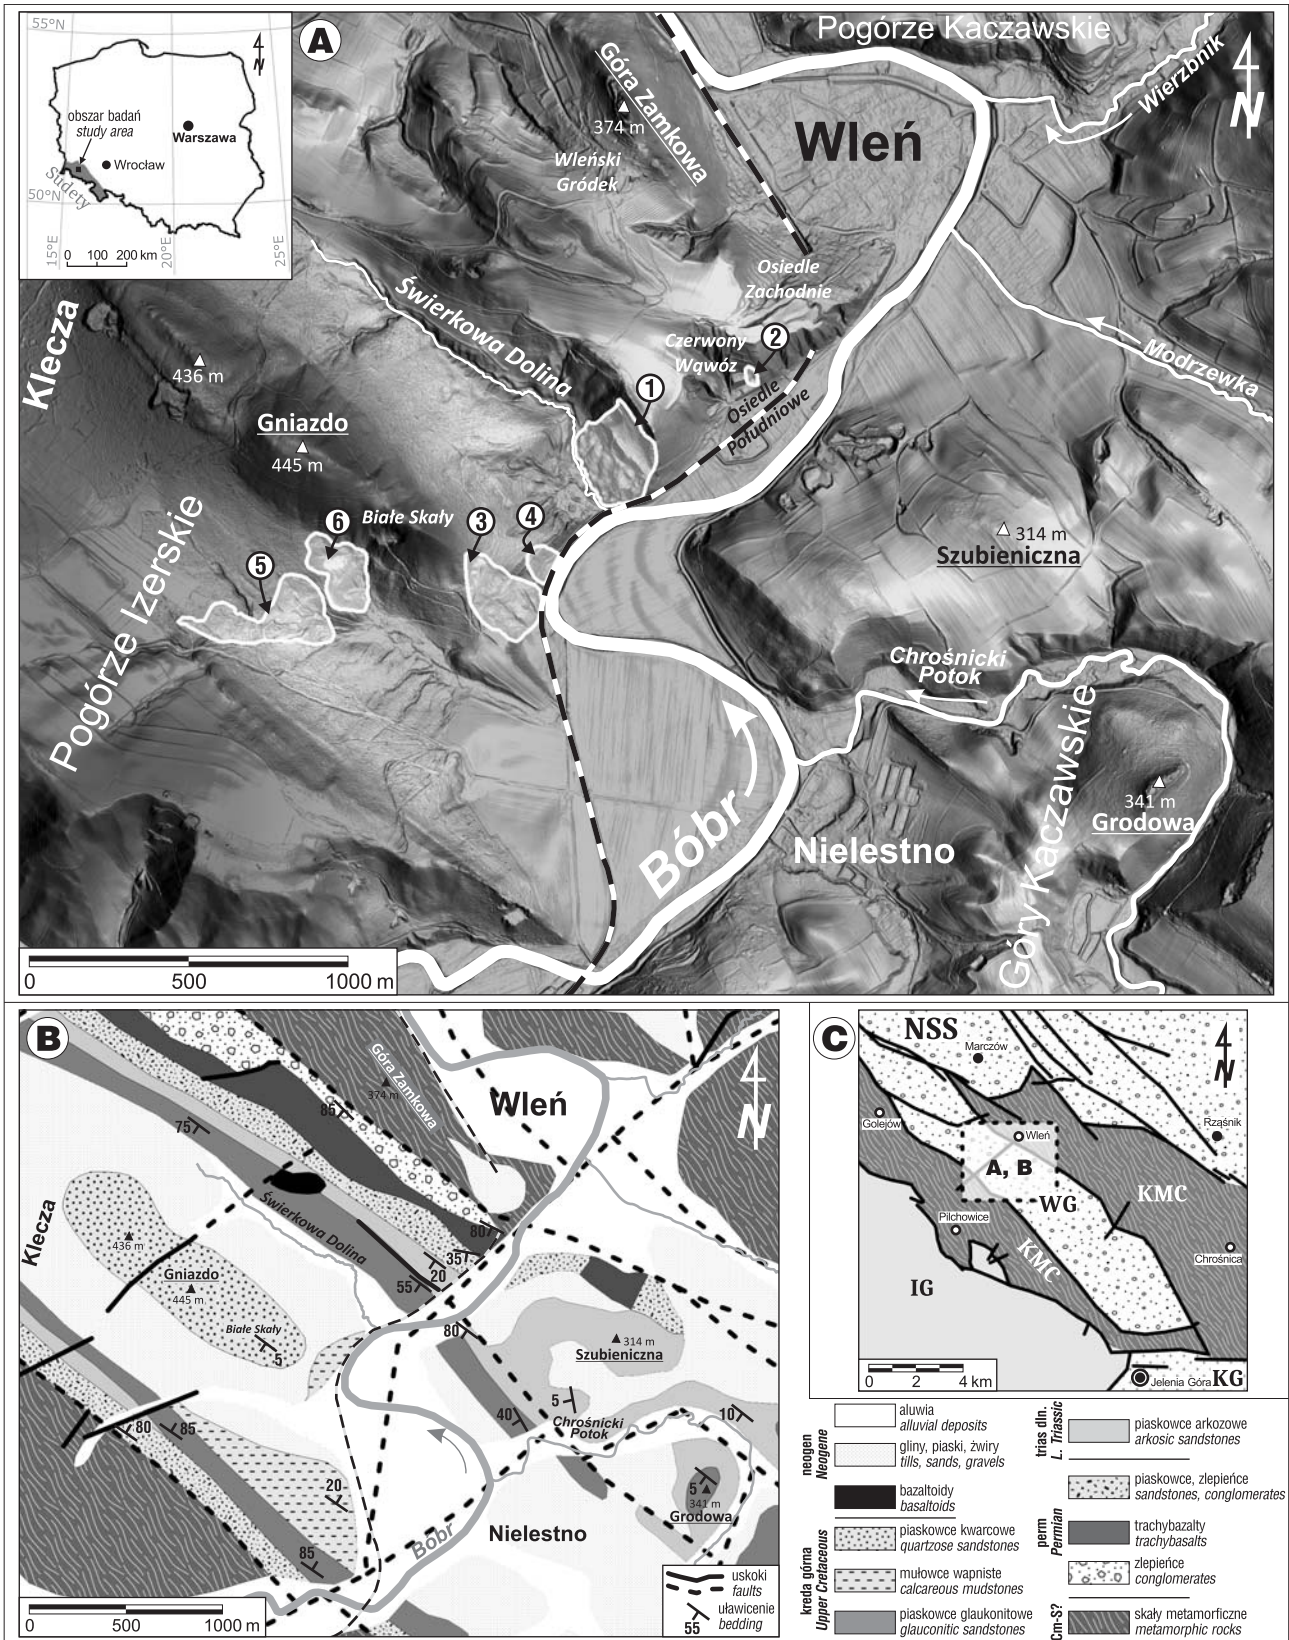 55°N
N
obszar badań
study area
Warszawa
Wrocław
Sudety
50°N
15°E
20°E
25°E
0 100 200 km
A
Pogórze Kaczawskie
Wierzbnik
N
Góra Zamkowa
374 m
Wleń
Wleński
Gródek
Osiedle
Zachodnie
Świerkowa Dolina
Klecza
436 m
Czerwony
Wąwóz
2
Modrzewka
1
Osiedle
Południowe
Gniazdo
445 m
6
Białe Skały
3
4
314 m
Szubieniczna
5
Pogórze Izerskie
Chrośnicki
Potok
Góry Kaczawskie
341 m
Grodowa
Bóbr
Nielestno
0 500 1000 m
B
Góra Zamkowa
374 m
Wleń
N
85
75
Świerkowa Dolina
Klecza
436 m
Gniazdo
445 m
80
35
20
55
Białe Skały
5
80
314 m
Szubieniczna
5
Chrośnicki
Potok
40
10
80
85
20
5
341 m
Grodowa
Nielestno
Bóbr
85
0 500 1000 m
uskoki
faults
uławicenie
bedding
55
C
NSS
Marczów
N
Golejów
Wleń
Rząśnik
A, B
KMC
WG
Pilchowice
KMC
Chrośnica
IG
0 2 4 km
Jelenia Góra
KG
neogen
Neogene
aluwia
alluvial deposits
gliny, piaski, żwiry
tills, sands, gravels
bazaltoidy
basaltoids
kreda górna
Upper Cretaceous
piaskowce kwarcowe
quartzose sandstones
mułowce wapniste
calcareous mudstones
piaskowce glaukonitowe
glauconitic sandstones
trias dln.
L. Triassic
piaskowce arkozowe
arkosic sandstones
perm
Permian
piaskowce, zlepieńce
sandstones, conglomerates
trachybazalty
trachybasalts
zlepieńce
conglomerates
Cm-S?
skały metamorficzne
metamorphic rocks